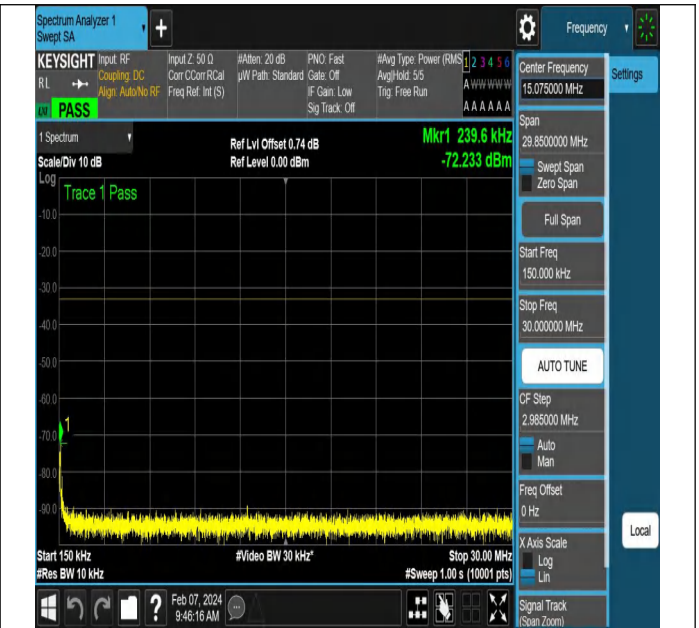 Spectrum Analyzer 1
Swept SA
+
Frequency
KEYSIGHT
RL
PASS
Input: RF
Coupling: DC
Align: Auto/No RF
Input Z: 50 Ω
Corr CCorr RCal
Freq Ref: Int (S)
#Atten: 20 dB
µW Path: Standard
PNO: Fast
Gate: Off
IF Gain: Low
Sig Track: Off
#Avg Type: Power (RMS
Avg|Hold: 5/5
Trig: Free Run
1 2 3 4 5 6
A W W W W W
A A A A A A
1 Spectrum
Scale/Div 10 dB
Ref Lvl Offset 0.74 dB
Ref Level 0.00 dBm
Mkr1 239.6 kHz
-72.233 dBm
Log
Trace 1 Pass
-10.0
-20.0
-30.0
-40.0
-50.0
-60.0
1
-70.0
-80.0
-90.0
Start 150 kHz
#Res BW 10 kHz
#Video BW 30 kHz*
Stop 30.00 MHz
#Sweep 1.00 s (10001 pts)
?
Feb 07, 2024
9:46:16 AM
Center Frequency
15.075000 MHz
Settings
Span
29.8500000 MHz
Swept Span
Zero Span
Full Span
Start Freq
150.000 kHz
Stop Freq
30.000000 MHz
AUTO TUNE
CF Step
2.985000 MHz
Auto
Man
Freq Offset
0 Hz
X Axis Scale
Log
Lin
Local
Signal Track
(Span Zoom)